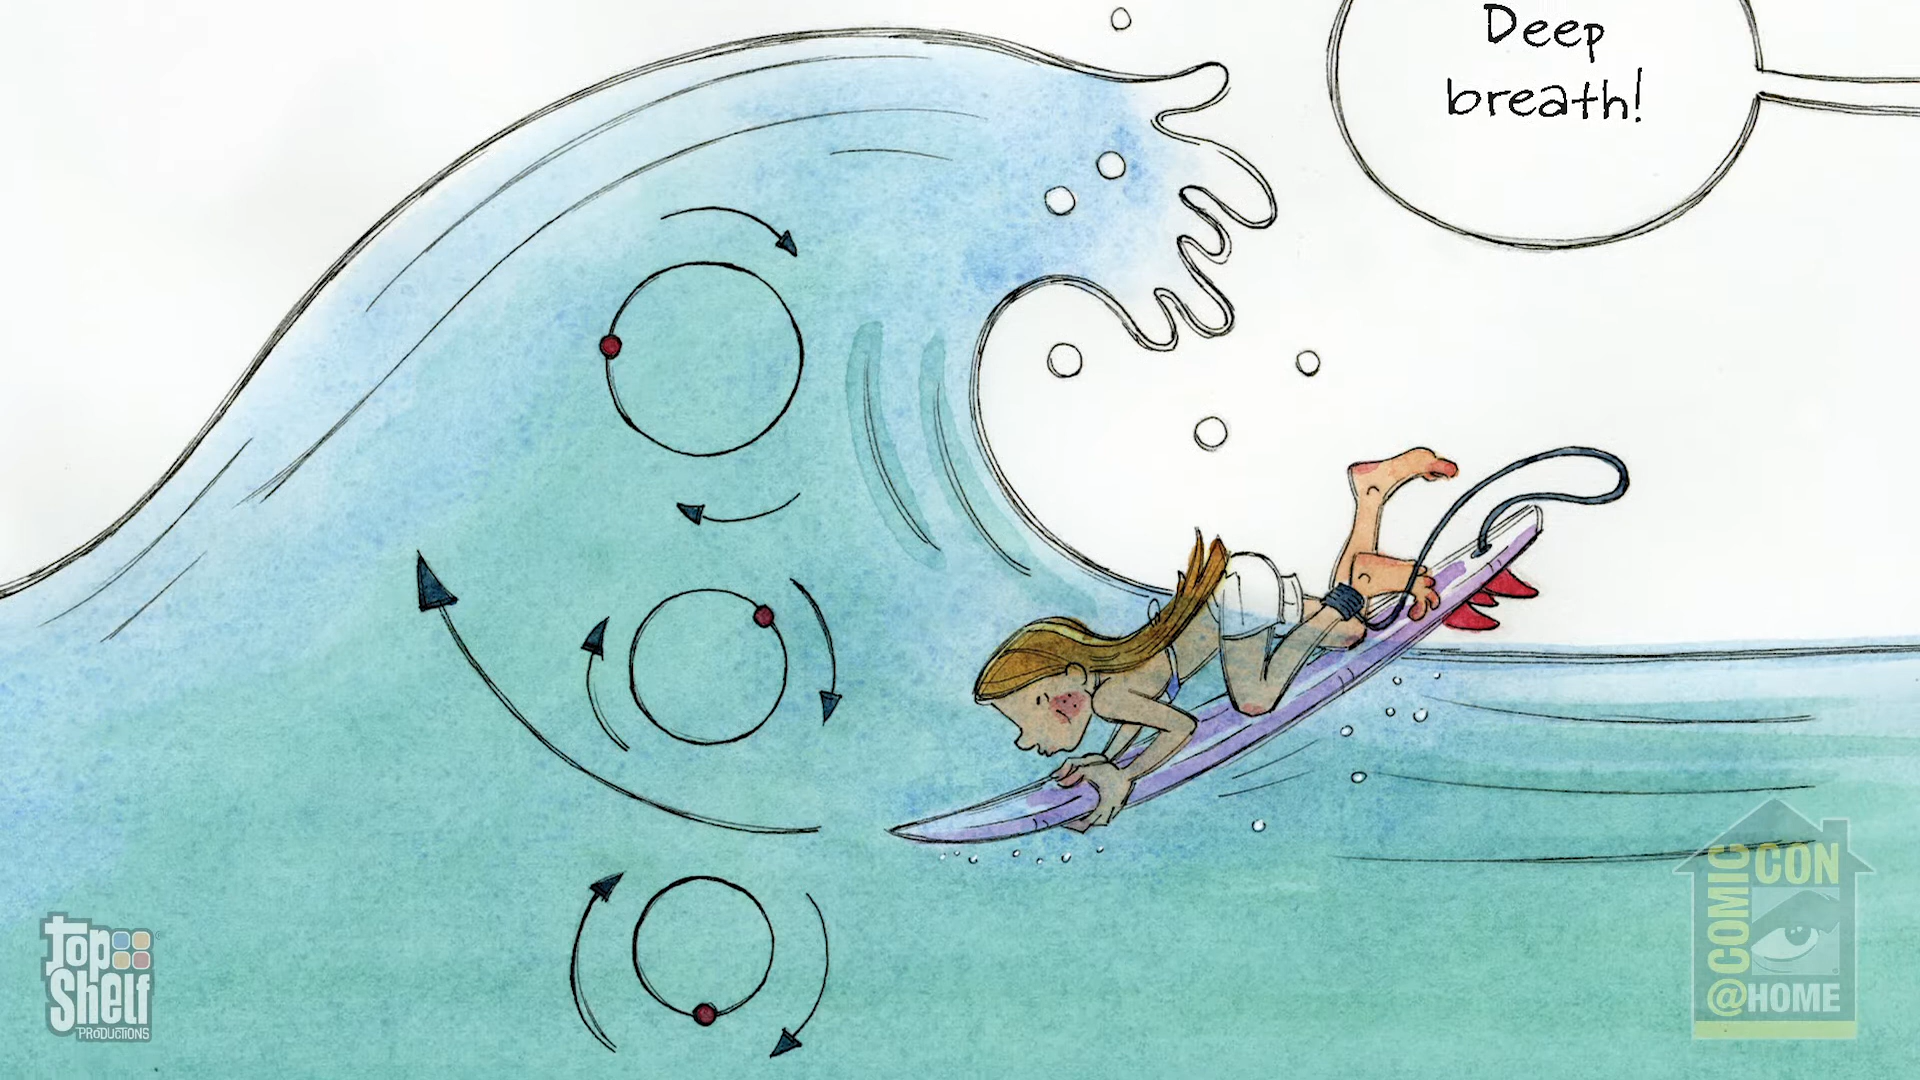 Deep
breath!
Top
Shelf
PRODUCTIONS
COMIC
CON
@HOME